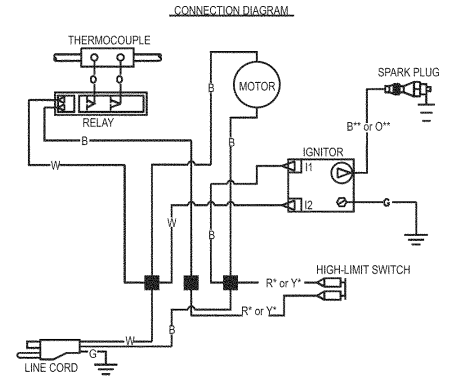 CONNECTION DIAGRAM
THERMOCOUPLE
O O
RELAY
B
MOTOR
SPARK PLUG
B** or O**
B
B
W
IGNITOR
I1
I2
G
W
B
R* or Y*
HIGH-LIMIT SWITCH
R* or Y*
B
W
G
LINE CORD